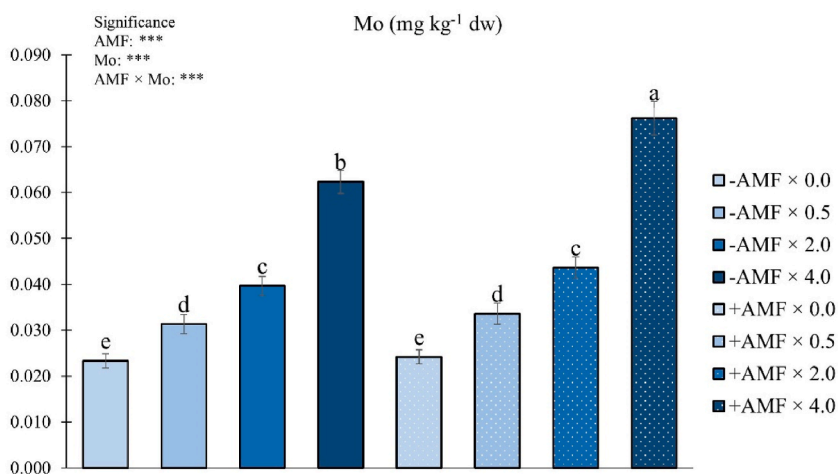 Significance
AMF: ***
Mo: ***
AMF × Mo: ***
Mo (mg kg⁻¹ dw)
0.090
0.080
0.070
0.060
0.050
0.040
0.030
0.020
0.010
0.000
e
d
c
b
e
d
c
a
-AMF × 0.0
-AMF × 0.5
-AMF × 2.0
-AMF × 4.0
+AMF × 0.0
+AMF × 0.5
+AMF × 2.0
+AMF × 4.0